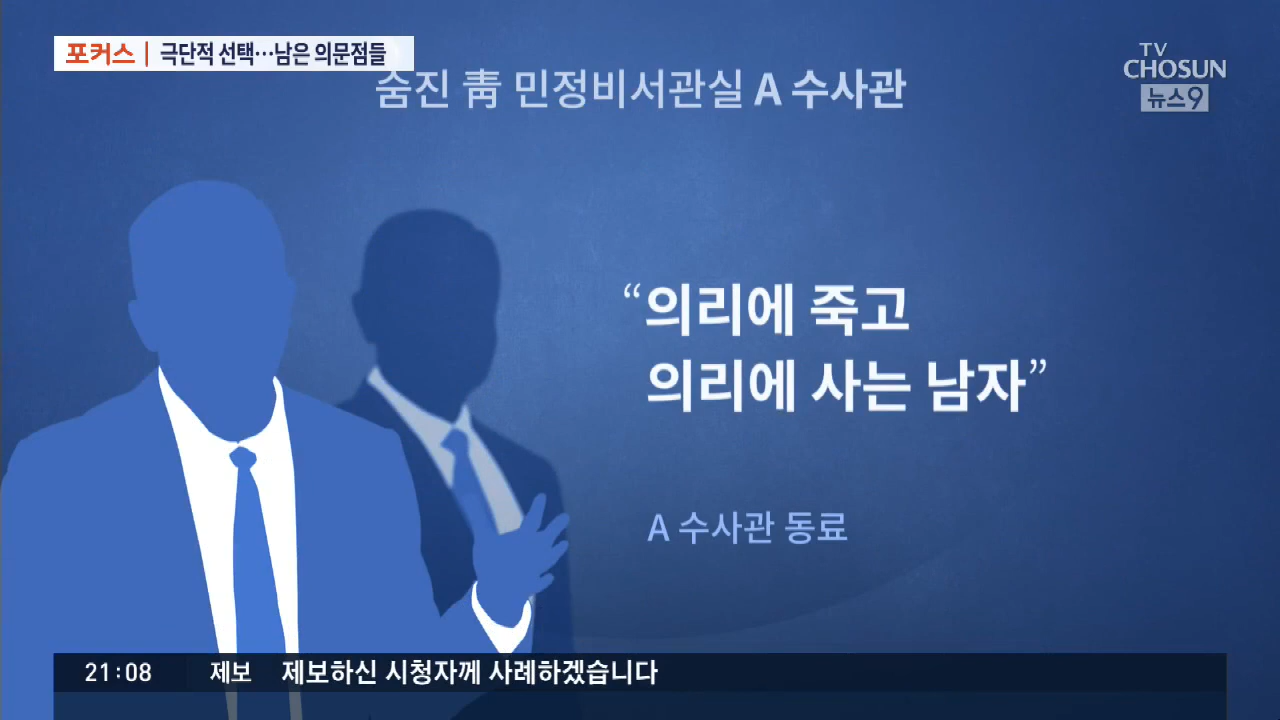 포커스 | 극단적 선택…남은 의문점들
TV
CHOSUN
뉴스9
숨진 靑 민정비서관실 A 수사관
“의리에 죽고
의리에 사는 남자”
A 수사관 동료
21:08 제보 제보하신 시청자께 사례하겠습니다